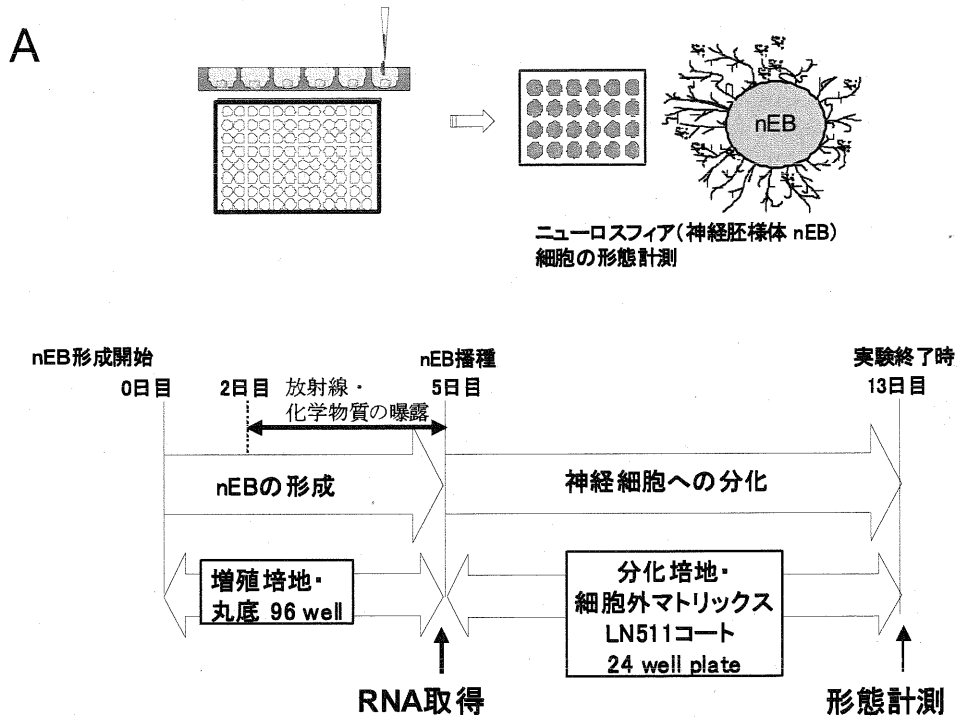 A
nEB
ニューロスフィア(神経胚様体 nEB)
細胞の形態計測
nEB形成開始
0日目
2日目
放射線・
化学物質の曝露
nEB播種
5日目
実験終了時
13日目
nEBの形成
神経細胞への分化
増殖培地・
丸底 96 well
分化培地・
細胞外マトリックス
LN511コート
24 well plate
RNA取得
形態計測